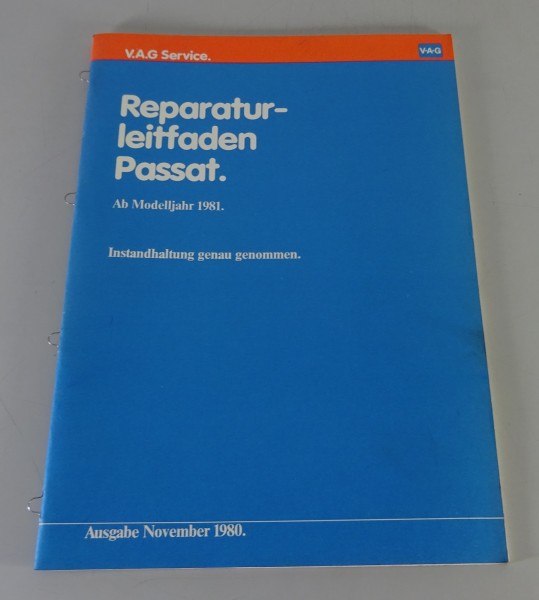 V.A.G Service.
V·A·G
Reparatur-
leitfaden
Passat.
Ab Modelljahr 1981.
Instandhaltung genau genommen.
Ausgabe November 1980.